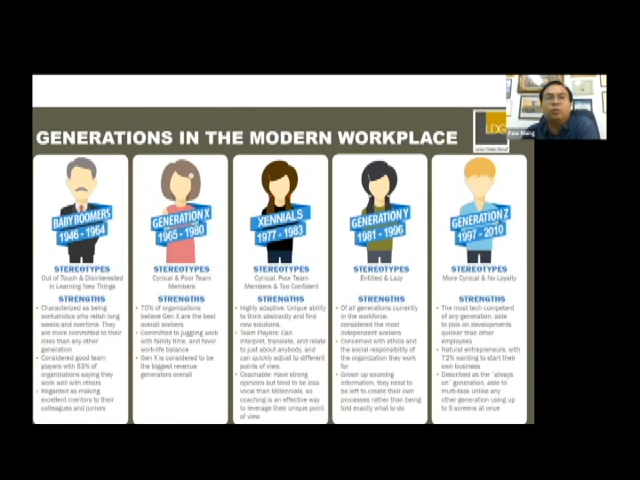 GENERATIONS IN THE MODERN WORKPLACE
LDG
BABY BOOMERS
1946 - 1964
STEREOTYPES
Out of Touch & Disinterested
in Learning New Things
STRENGTHS
Characterized as being
workaholics who relish long
weeks and overtime. They
are more committed to their
roles than any other
generation
Considered good team
players with 53% of
organizations saying they
work well with others
Regarded as making
excellent mentors to their
colleagues and juniors
GENERATION X
1965 - 1980
STEREOTYPES
Cynical & Poor Team
Members
STRENGTHS
70% of organizations
believe Gen X are the best
overall workers
Committed to juggling work
with family time, and favor
work-life balance
Gen X is considered to be
the biggest revenue
generators overall
XENNIALS
1977 - 1983
STEREOTYPES
Cynical, Poor Team
Members & Too Confident
STRENGTHS
Highly adaptive: Unique ability
to think abstractly and find
new solutions.
Team Players: Can
interpret, translate, and relate
to just about anybody, and
can quickly adjust to different
points of view.
Coachable: Have strong
opinions but tend to be less
vocal than Millennials, so
coaching is an effective way
to leverage their unique point
of view.
GENERATION Y
1981 - 1996
STEREOTYPES
Entitled & Lazy
STRENGTHS
Of all generations currently
in the workforce,
considered the most
independent workers
Concerned with ethics and
the social responsibility of
the organization they work
for
Grown up sourcing
information, they need to
be left to create their own
processes rather than being
told exactly what to do
GENERATION Z
1997 - 2010
STEREOTYPES
More Cynical & No Loyalty
STRENGTHS
The most tech competent
of any generation, able
to pick on developments
quicker than other
employees
Natural entrepreneurs, with
72% wanting to start their
own business
Described as the 'always
on' generation, able to
multi-task unlike any
other generation using up
to 5 screens at once